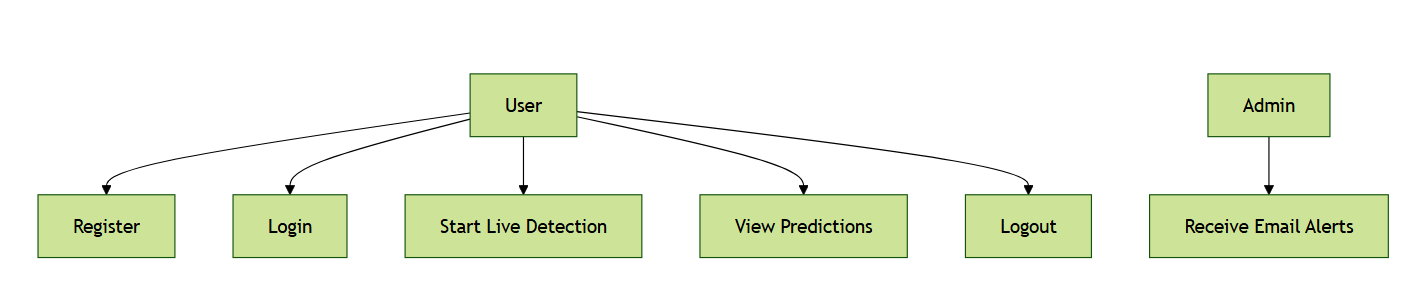 User
Admin
Register
Login
Start Live Detection
View Predictions
Logout
Receive Email Alerts